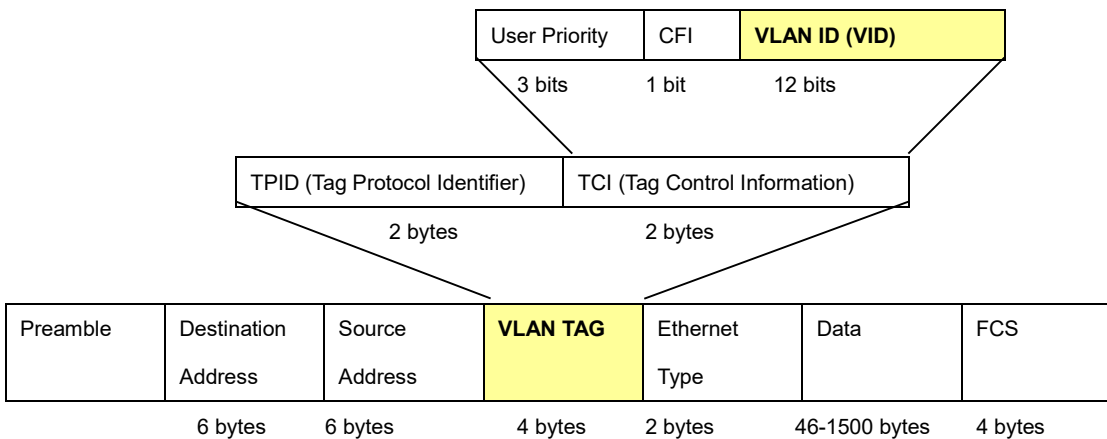 User Priority CFI VLAN ID (VID)
3 bits 1 bit 12 bits
TPID (Tag Protocol Identifier) TCI (Tag Control Information)
2 bytes 2 bytes
Preamble Destination Source VLAN TAG Ethernet Data FCS
Address Address Type
6 bytes 6 bytes 4 bytes 2 bytes 46-1500 bytes 4 bytes